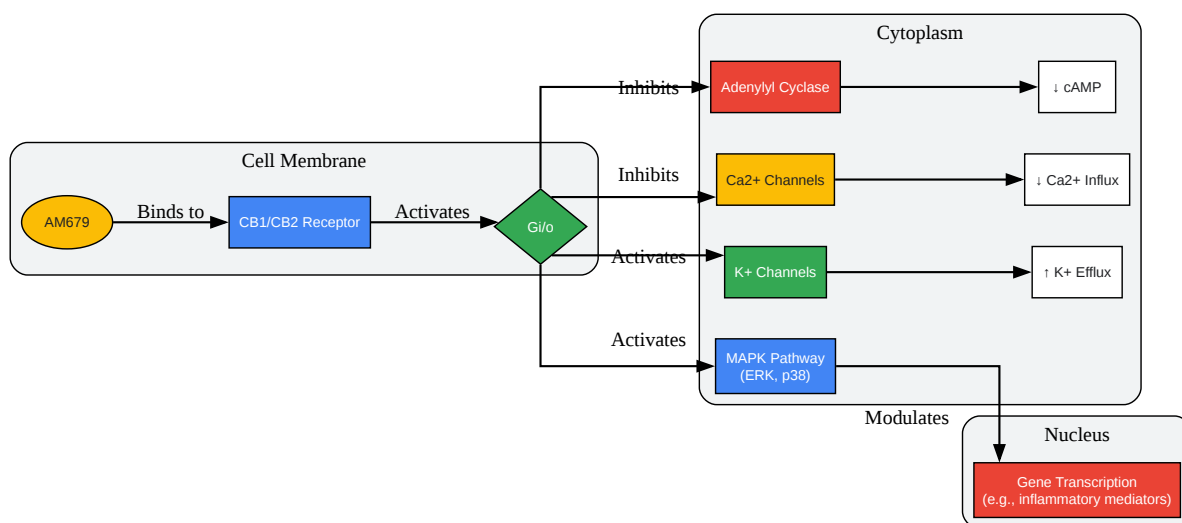 Cytoplasm
Inhibits
Adenylyl Cyclase
↓ cAMP
Cell Membrane
Inhibits
Ca2+ Channels
↓ Ca2+ Influx
AM679
Binds to
CB1/CB2 Receptor
Activates
Gi/o
Activates
K+ Channels
↑ K+ Efflux
Activates
MAPK Pathway
(ERK, p38)
Modulates
Nucleus
Gene Transcription
(e.g., inflammatory mediators)